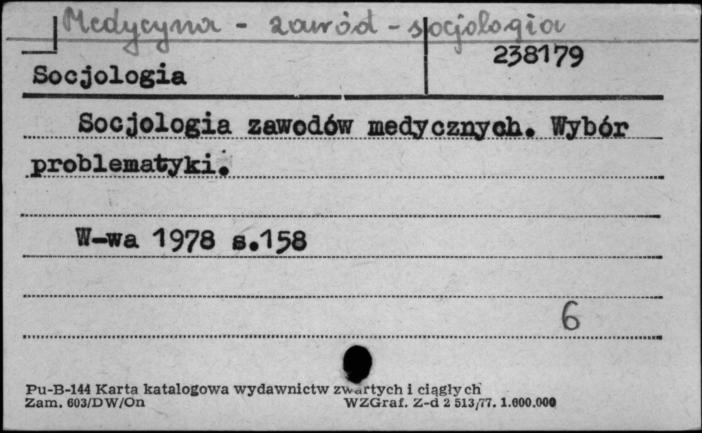 Medycyna - zawód - socjologia
238179
Socjologia
Socjologia zawodów medycznych. Wybór
problematyki.
W-wa 1978 s.158
6
Pu-B-144 Karta katalogowa wydawnictw zwartych i ciągłych
Zam. 603/DW/On WZGraf. Z-d 2 513/77. 1.600.000